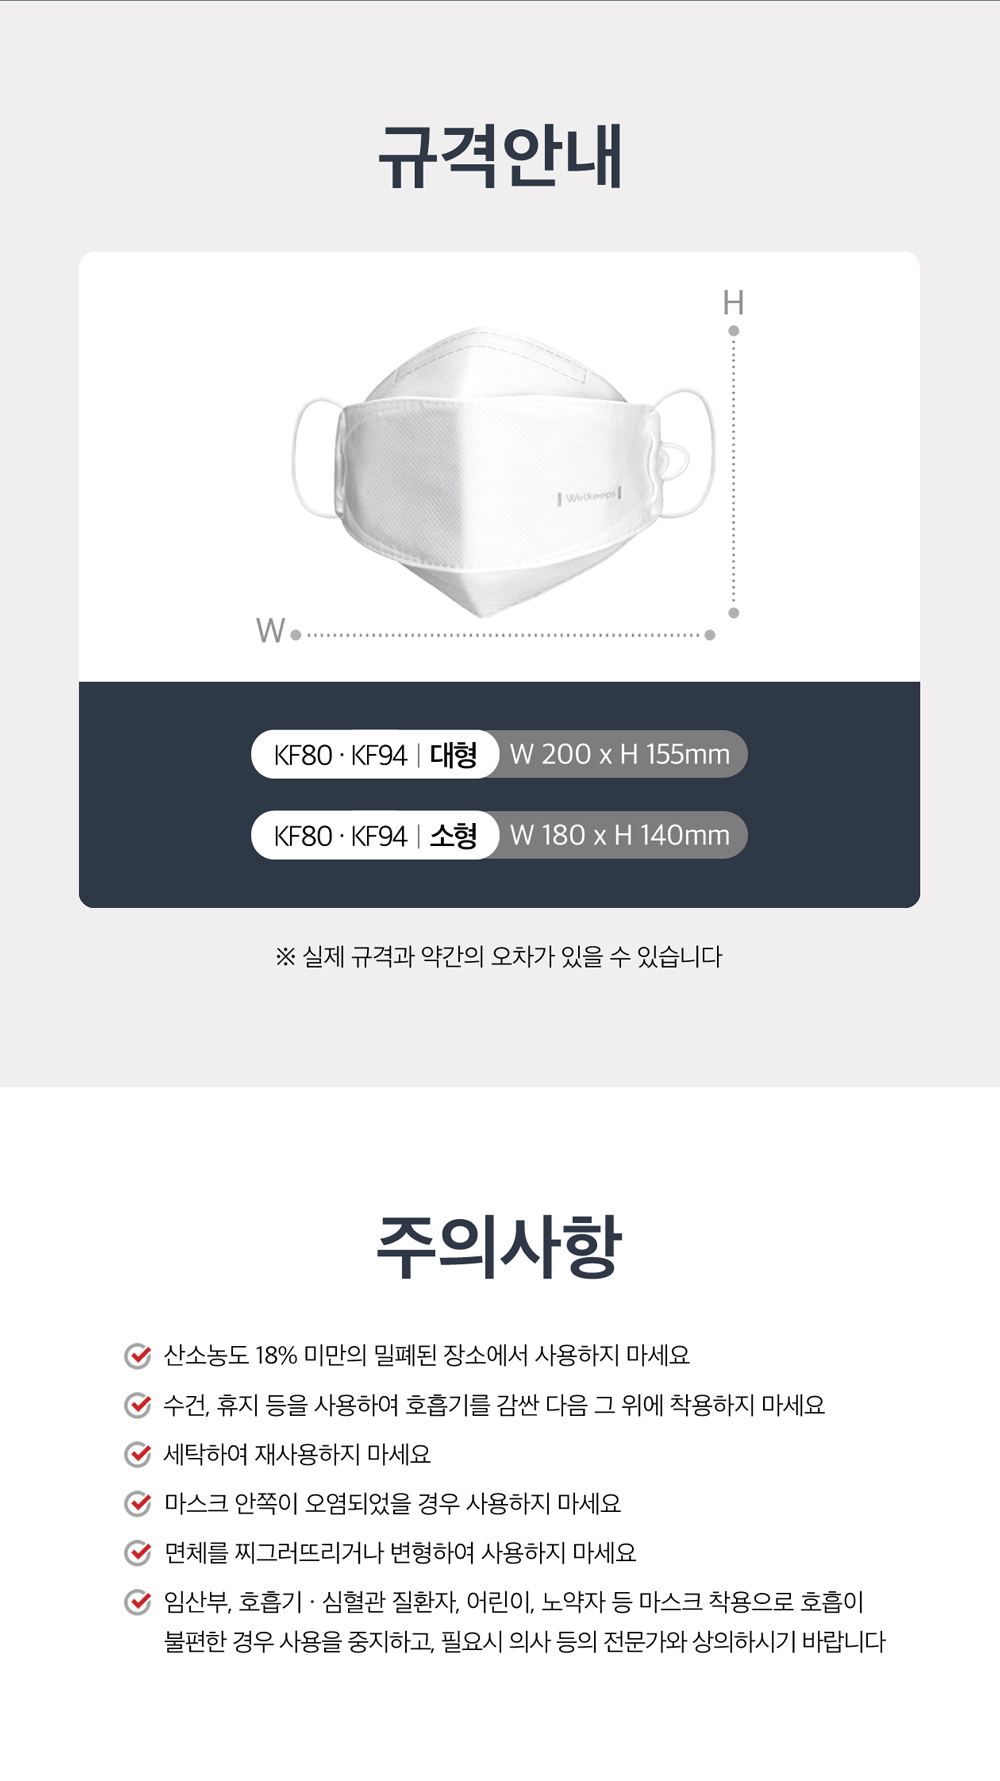 규격안내
H
Welkeeps
W
KF80 · KF94 | 대형 W 200 x H 155mm
KF80 · KF94 | 소형 W 180 x H 140mm
※ 실제 규격과 약간의 오차가 있을 수 있습니다
주의사항
산소농도 18% 미만의 밀폐된 장소에서 사용하지 마세요
수건, 휴지 등을 사용하여 호흡기를 감싼 다음 그 위에 착용하지 마세요
세탁하여 재사용하지 마세요
마스크 안쪽이 오염되었을 경우 사용하지 마세요
면체를 찌그러뜨리거나 변형하여 사용하지 마세요
임산부, 호흡기 · 심혈관 질환자, 어린이, 노약자 등 마스크 착용으로 호흡이
불편한 경우 사용을 중지하고, 필요시 의사 등의 전문가와 상의하시기 바랍니다